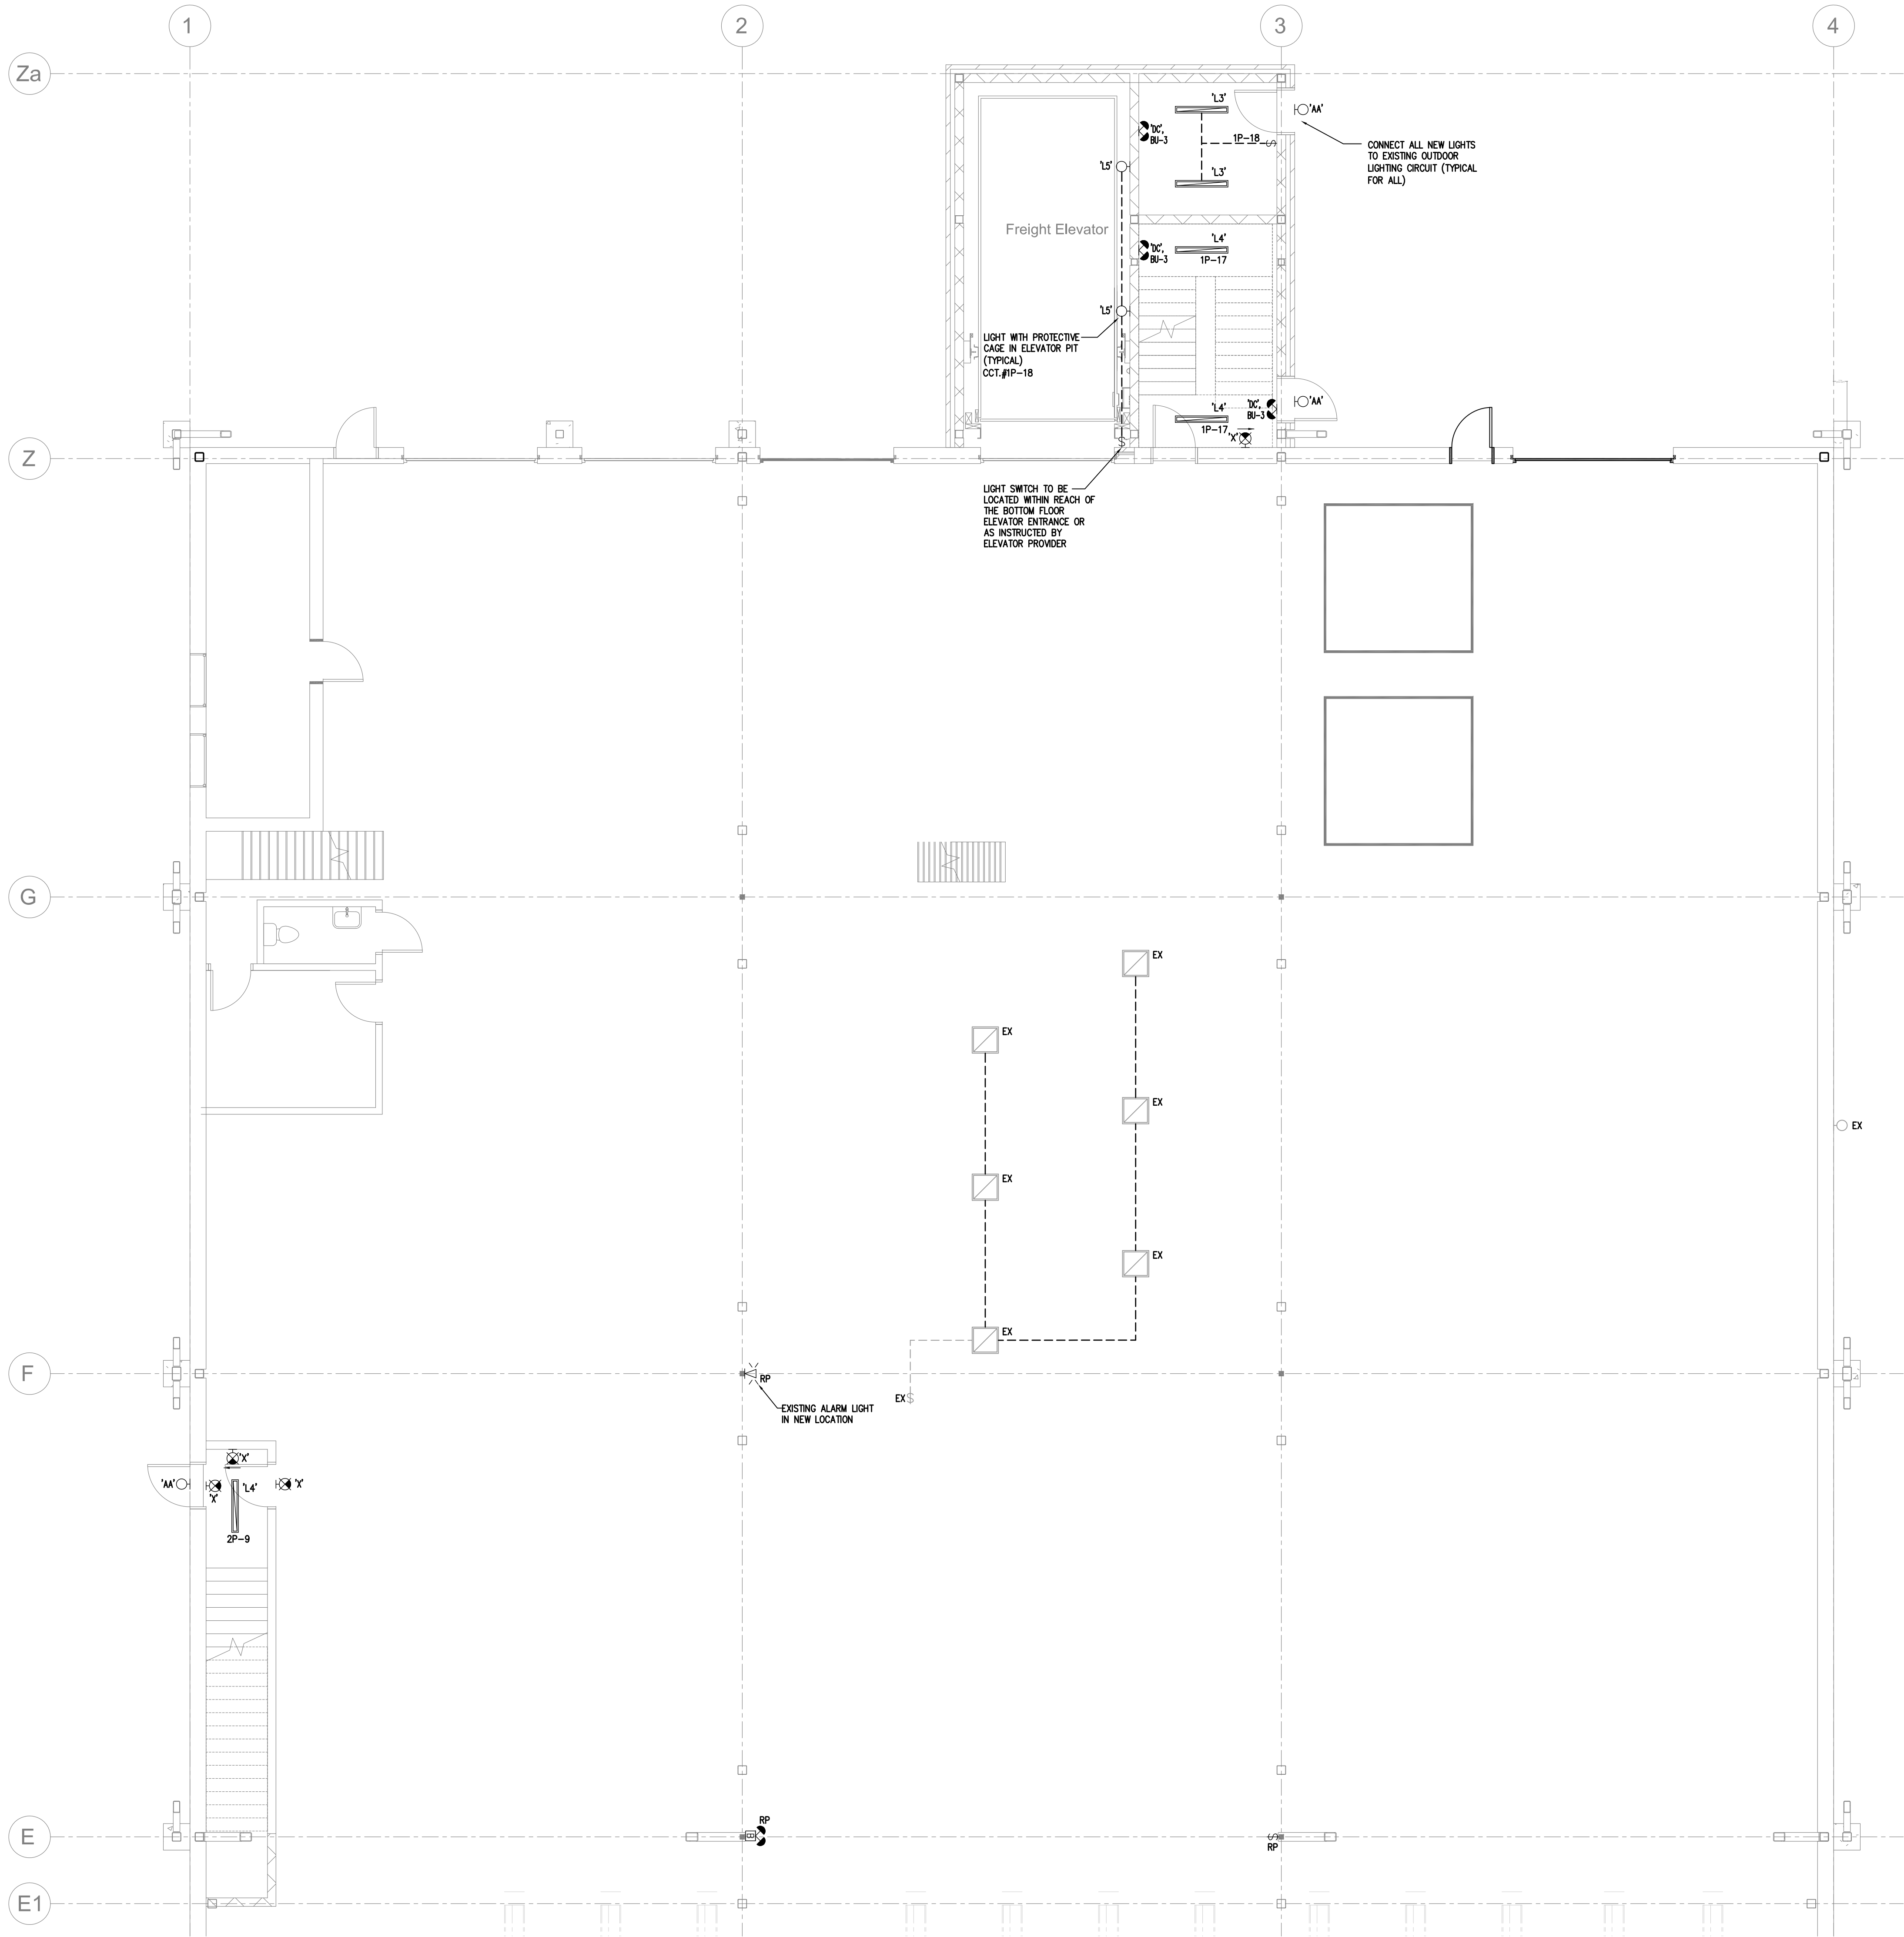 1
2
3
4
Za
'L3'
'AA'
'DC',
BU-3
1P-18
S
CONNECT ALL NEW LIGHTS
TO EXISTING OUTDOOR
LIGHTING CIRCUIT (TYPICAL
FOR ALL)
'L5'
'L3'
Freight Elevator
'L4'
'DC',
BU-3
1P-17
'L5'
LIGHT WITH PROTECTIVE
CAGE IN ELEVATOR PIT
(TYPICAL)
CCT.#1P-18
'L4'
'DC',
BU-3
'AA'
1P-17
'X'
$
Z
LIGHT SWITCH TO BE
LOCATED WITHIN REACH OF
THE BOTTOM FLOOR
ELEVATOR ENTRANCE OR
AS INSTRUCTED BY
ELEVATOR PROVIDER
G
EX
EX
EX
EX
EX
EX
EX
F
RP
EX $
EXISTING ALARM LIGHT
IN NEW LOCATION
'X'
'AA'
'X'
'L4'
'X'
2P-9
RP
E
B
S
RP
E1